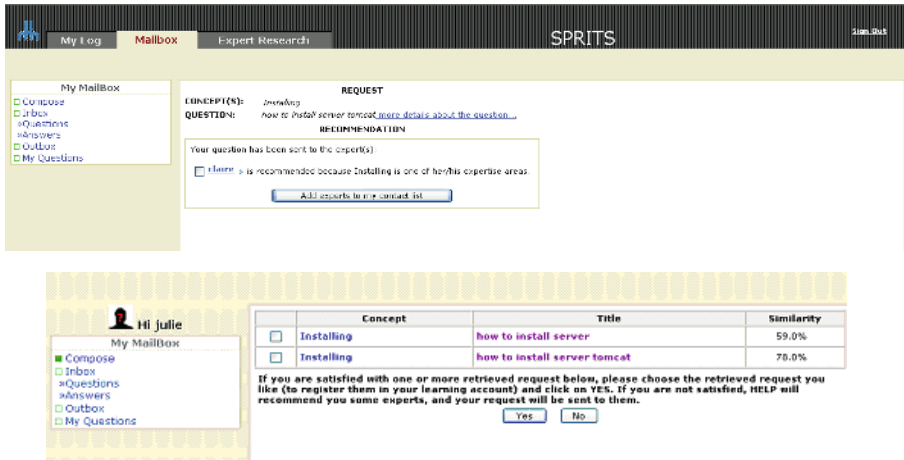 My Log Mailbox Expert Research SPRITS Sign Out
My MailBox
Compose
Inbox
»Questions
»Answers
Outbox
My Questions
REQUEST
CONCEPT(S): Installing
QUESTION: how to install server tomcat more details about the question ...
RECOMMENDATION
Your question has been sent to the expert(s):
claire > is recommended because Installing is one of her/his expertise areas.
Add experts to my contact list
Hi julie
My MailBox
Compose
Inbox
»Questions
»Answers
Outbox
My Questions
Concept Title Similarity
Installing how to install server 59.0%
Installing how to install server tomcat 70.0%
If you are satisfied with one or more retrieved request below, please choose the retrieved request you
like (to register them in your learning account) and click on YES. If you are not satisfied, HELP will
recommend you some experts, and your request will be sent to them.
Yes No